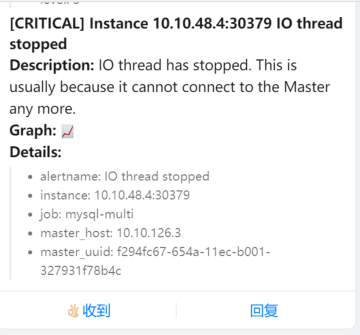 [CRITICAL] Instance 10.10.48.4:30379 IO thread
stopped
Description: IO thread has stopped. This is
usually because it cannot connect to the Master
any more.
Graph: 📈
Details:
• alertname: IO thread stopped
• instance: 10.10.48.4:30379
• job: mysql-multi
• master_host: 10.10.126.3
• master_uuid: f294fc67-654a-11ec-b001-
327931f78b4c
👌🏻收到
回复